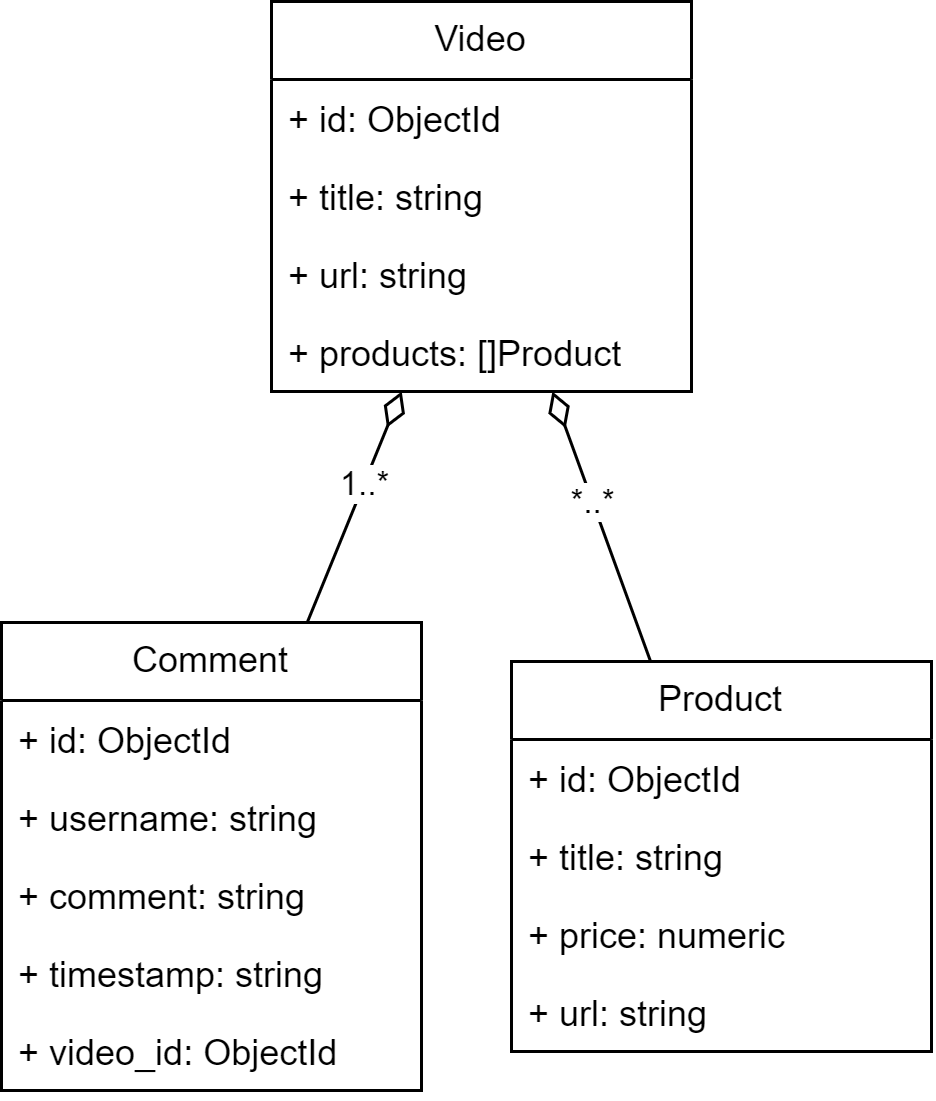 Video
+ id: ObjectId
+ title: string
+ url: string
+ products: []Product
1..*
*..*
Comment
+ id: ObjectId
+ username: string
+ comment: string
+ timestamp: string
+ video_id: ObjectId
Product
+ id: ObjectId
+ title: string
+ price: numeric
+ url: string